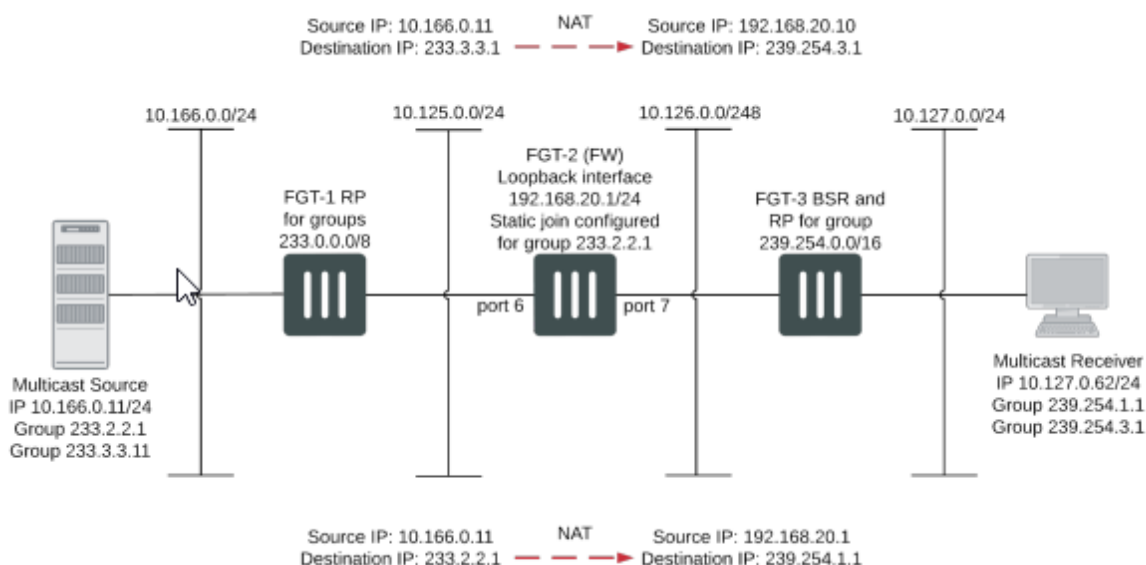 Source IP: 10.166.0.11
Destination IP: 233.3.3.1
NAT
Source IP: 192.168.20.10
Destination IP: 239.254.3.1
10.166.0.0/24
10.125.0.0/24
10.126.0.0/248
10.127.0.0/24
FGT-1 RP
for groups
233.0.0.0/8
FGT-2 (FW)
Loopback interface
192.168.20.1/24
Static join configured
for group 233.2.2.1
FGT-3 BSR and
RP for group
239.254.0.0/16
port 6
port 7
Multicast Source
IP 10.166.0.11/24
Group 233.2.2.1
Group 233.3.3.11
Multicast Receiver
IP 10.127.0.62/24
Group 239.254.1.1
Group 239.254.3.1
Source IP: 10.166.0.11
Destination IP: 233.2.2.1
NAT
Source IP: 192.168.20.1
Destination IP: 239.254.1.1